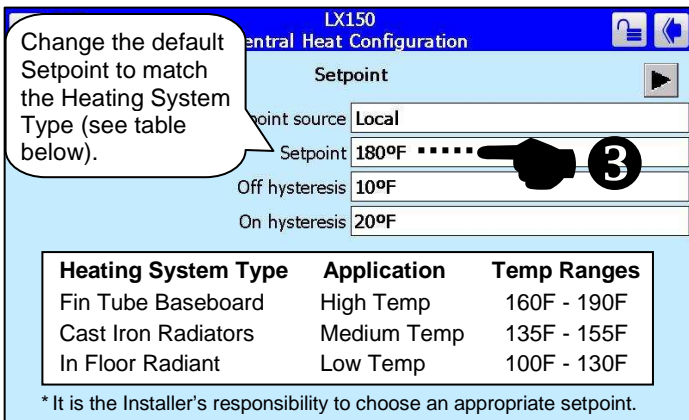 LX150
entral Heat Configuration
Change the default
Setpoint to match
the Heating System
Type (see table
below).
Setpoint
point source Local
Setpoint 180ºF
3
Off hysteresis 10ºF
On hysteresis 20ºF
Heating System Type Application Temp Ranges
Fin Tube Baseboard High Temp 160F - 190F
Cast Iron Radiators Medium Temp 135F - 155F
In Floor Radiant Low Temp 100F - 130F
* It is the Installer's responsibility to choose an appropriate setpoint.